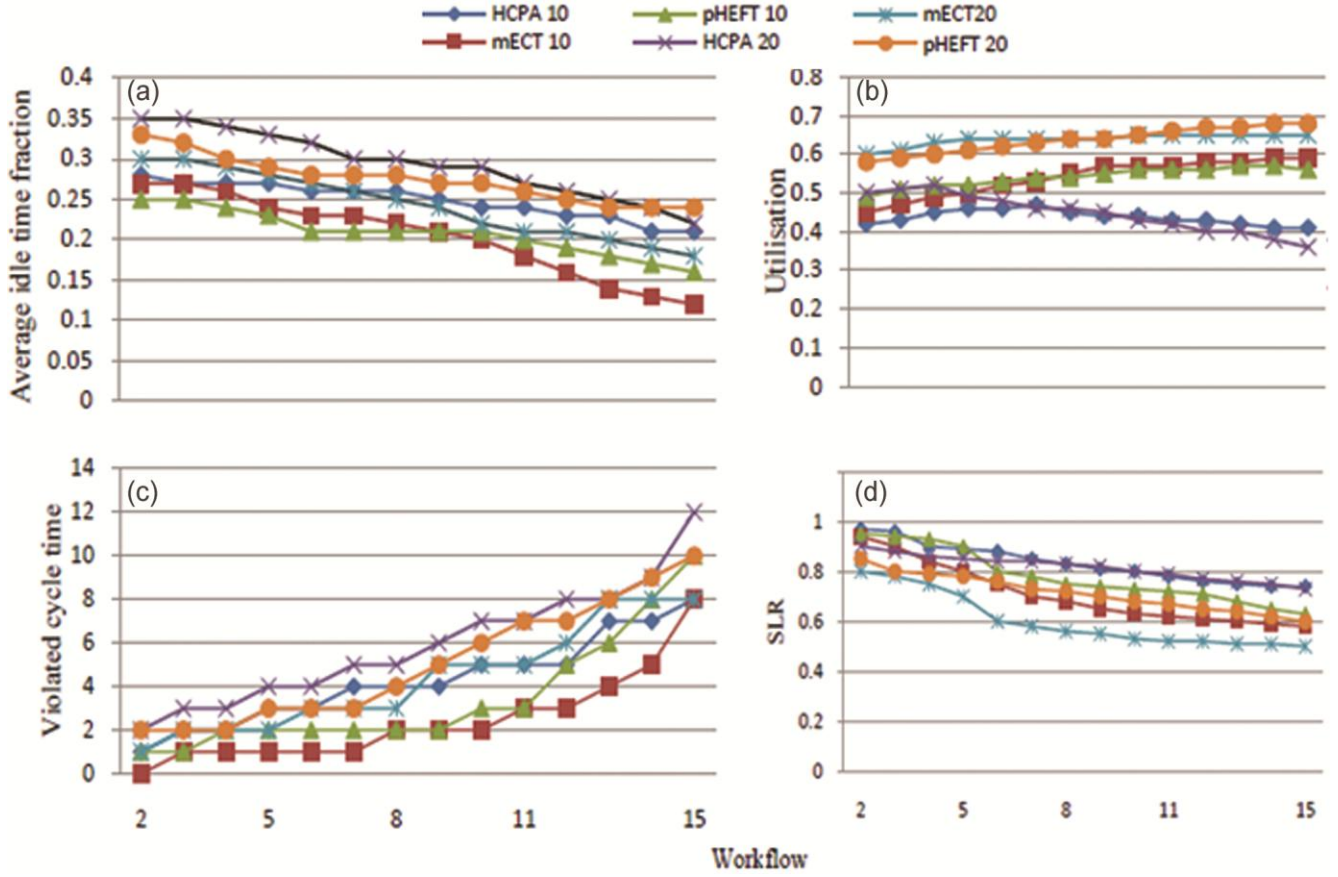 HCPA 10 pHEFT 10 mECT20
mECT 10 HCPA 20 pHEFT 20
(a)
Average idle time fraction
0.4
0.35
0.3
0.25
0.2
0.15
0.1
0.05
0
(b)
Utilisation
0.8
0.7
0.6
0.5
0.4
0.3
0.2
0.1
0
(c)
Violated cycle time
14
12
10
8
6
4
2
0
2 5 8 11 15
(d)
SLR
1
0.8
0.6
0.4
0.2
0
2 5 8 11 15
Workflow